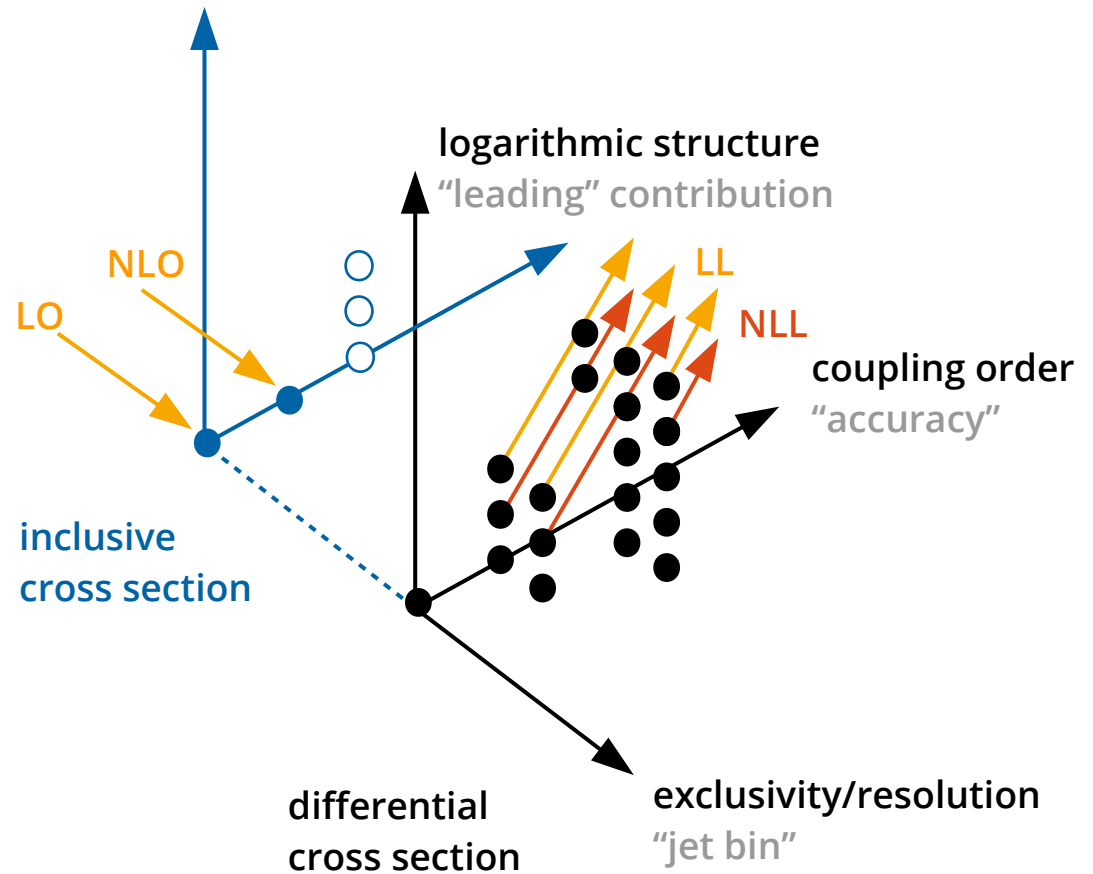 logarithmic structure
“leading” contribution
NLO
LL
LO
NLL
coupling order
“accuracy”
inclusive
cross section
differential
cross section
exclusivity/resolution
“jet bin”